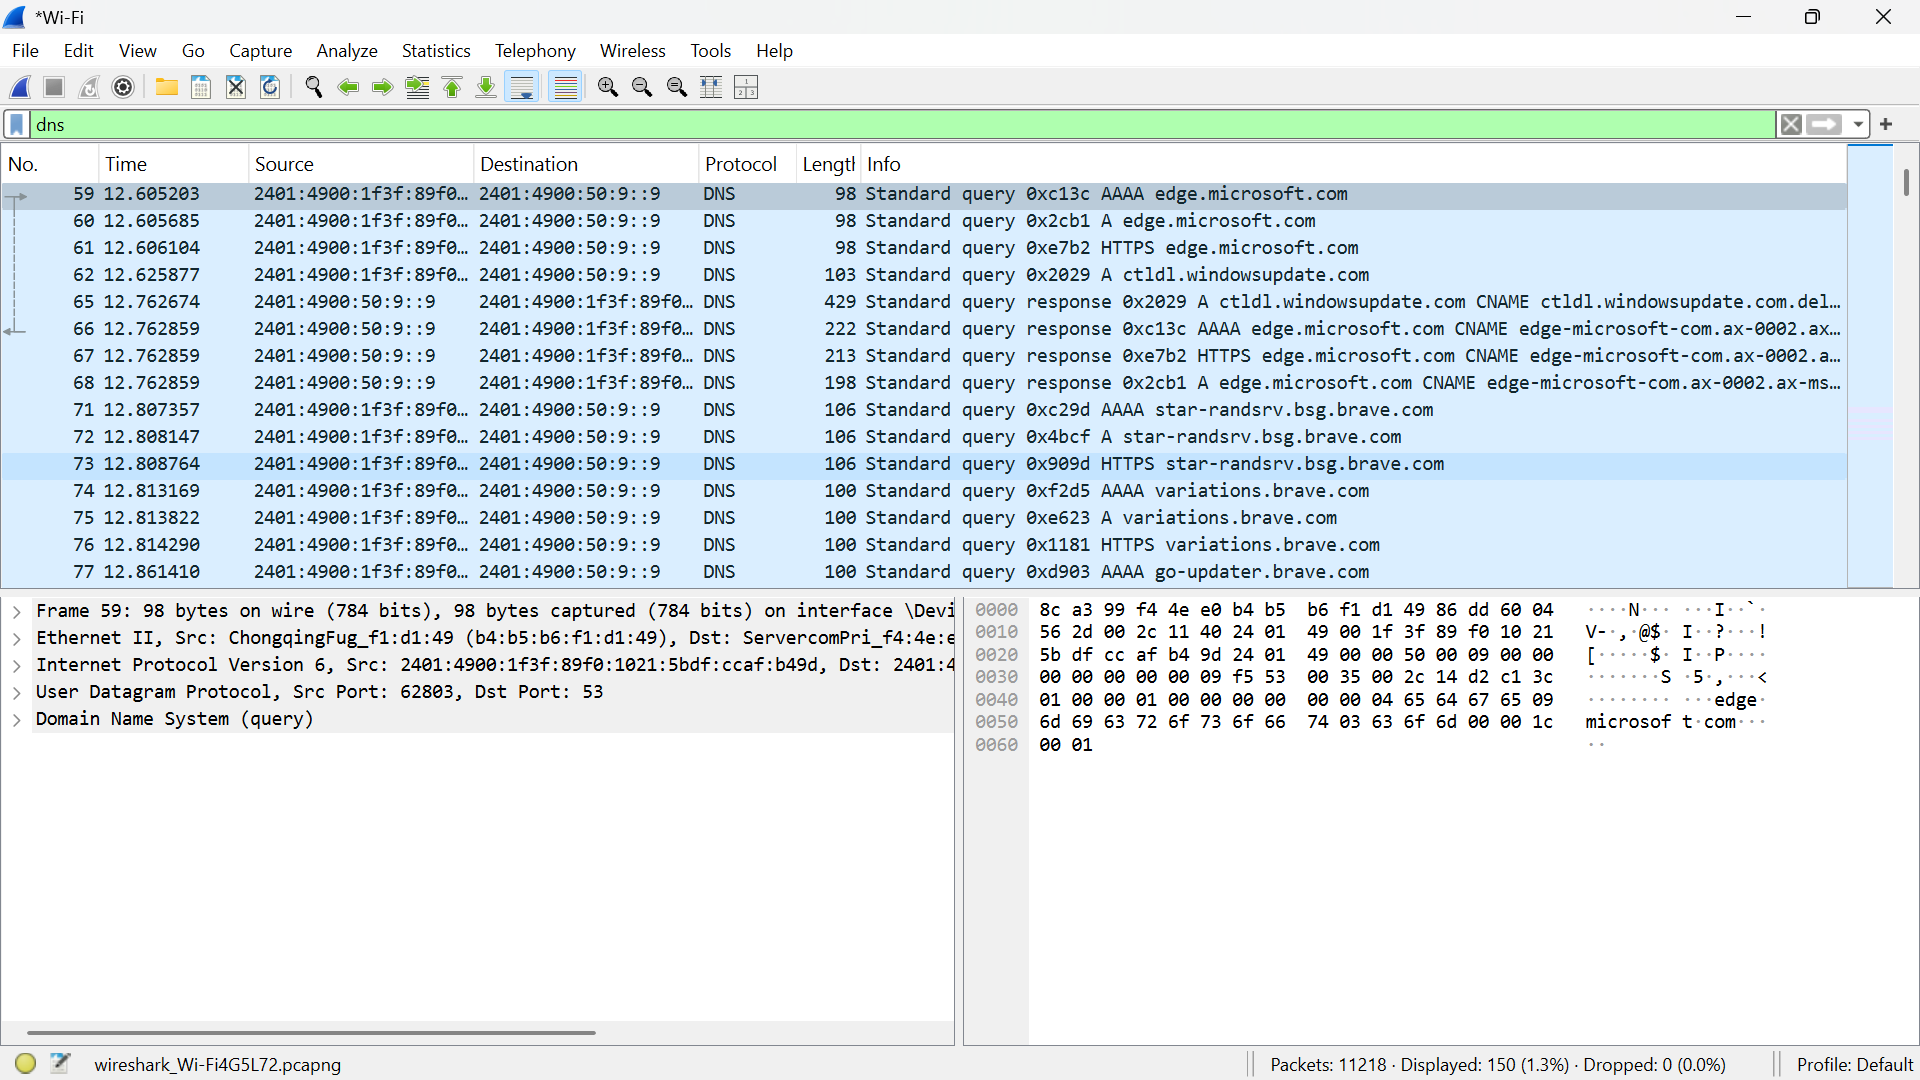 *Wi-Fi
File Edit View Go Capture Analyze Statistics Telephony Wireless Tools Help
dns
No. Time Source Destination Protocol Length Info
59 12.605203 2401:4900:1f3f:89f0… 2401:4900:50:9::9 DNS 98 Standard query 0xc13c AAAA edge.microsoft.com
60 12.605685 2401:4900:1f3f:89f0… 2401:4900:50:9::9 DNS 98 Standard query 0x2cb1 A edge.microsoft.com
61 12.606104 2401:4900:1f3f:89f0… 2401:4900:50:9::9 DNS 98 Standard query 0xe7b2 HTTPS edge.microsoft.com
62 12.625877 2401:4900:1f3f:89f0… 2401:4900:50:9::9 DNS 103 Standard query 0x2029 A ctldl.windowsupdate.com
65 12.762674 2401:4900:50:9::9 2401:4900:1f3f:89f0… DNS 429 Standard query response 0x2029 A ctldl.windowsupdate.com CNAME ctldl.windowsupdate.com.del…
66 12.762859 2401:4900:50:9::9 2401:4900:1f3f:89f0… DNS 222 Standard query response 0xc13c AAAA edge.microsoft.com CNAME edge-microsoft-com.ax-0002.ax…
67 12.762859 2401:4900:50:9::9 2401:4900:1f3f:89f0… DNS 213 Standard query response 0xe7b2 HTTPS edge.microsoft.com CNAME edge-microsoft-com.ax-0002.a…
68 12.762859 2401:4900:50:9::9 2401:4900:1f3f:89f0… DNS 198 Standard query response 0x2cb1 A edge.microsoft.com CNAME edge-microsoft-com.ax-0002.ax-ms…
71 12.807357 2401:4900:1f3f:89f0… 2401:4900:50:9::9 DNS 106 Standard query 0xc29d AAAA star-randsrv.bsg.brave.com
72 12.808147 2401:4900:1f3f:89f0… 2401:4900:50:9::9 DNS 106 Standard query 0x4bcf A star-randsrv.bsg.brave.com
73 12.808764 2401:4900:1f3f:89f0… 2401:4900:50:9::9 DNS 106 Standard query 0x909d HTTPS star-randsrv.bsg.brave.com
74 12.813169 2401:4900:1f3f:89f0… 2401:4900:50:9::9 DNS 100 Standard query 0xf2d5 AAAA variations.brave.com
75 12.813822 2401:4900:1f3f:89f0… 2401:4900:50:9::9 DNS 100 Standard query 0xe623 A variations.brave.com
76 12.814290 2401:4900:1f3f:89f0… 2401:4900:50:9::9 DNS 100 Standard query 0x1181 HTTPS variations.brave.com
77 12.861410 2401:4900:1f3f:89f0… 2401:4900:50:9::9 DNS 100 Standard query 0xd903 AAAA go-updater.brave.com
Frame 59: 98 bytes on wire (784 bits), 98 bytes captured (784 bits) on interface \Devi
Ethernet II, Src: ChongqingFug_f1:d1:49 (b4:b5:b6:f1:d1:49), Dst: ServercomPri_f4:4e:e
Internet Protocol Version 6, Src: 2401:4900:1f3f:89f0:1021:5bdf:ccaf:b49d, Dst: 2401:4
User Datagram Protocol, Src Port: 62803, Dst Port: 53
Domain Name System (query)
0000 8c a3 99 f4 4e e0 b4 b5 b6 f1 d1 49 86 dd 60 04 ····N··· ···I··`·
0010 56 2d 00 2c 11 40 24 01 49 00 1f 3f 89 f0 10 21 V-·,·@$· I··?···!
0020 5b df cc af b4 9d 24 01 49 00 00 50 00 09 00 00 [·····$· I··P····
0030 00 00 00 00 00 09 f5 53 00 35 00 2c 14 d2 c1 3c ·······S ·5·,···<
0040 01 00 00 01 00 00 00 00 00 00 04 65 64 67 65 09 ········ ···edge·
0050 6d 69 63 72 6f 73 6f 66 74 03 63 6f 6d 00 00 1c microsof t·com···
0060 00 01 ··
wireshark_Wi-Fi4G5L72.pcapng Packets: 11218 · Displayed: 150 (1.3%) · Dropped: 0 (0.0%) Profile: Default